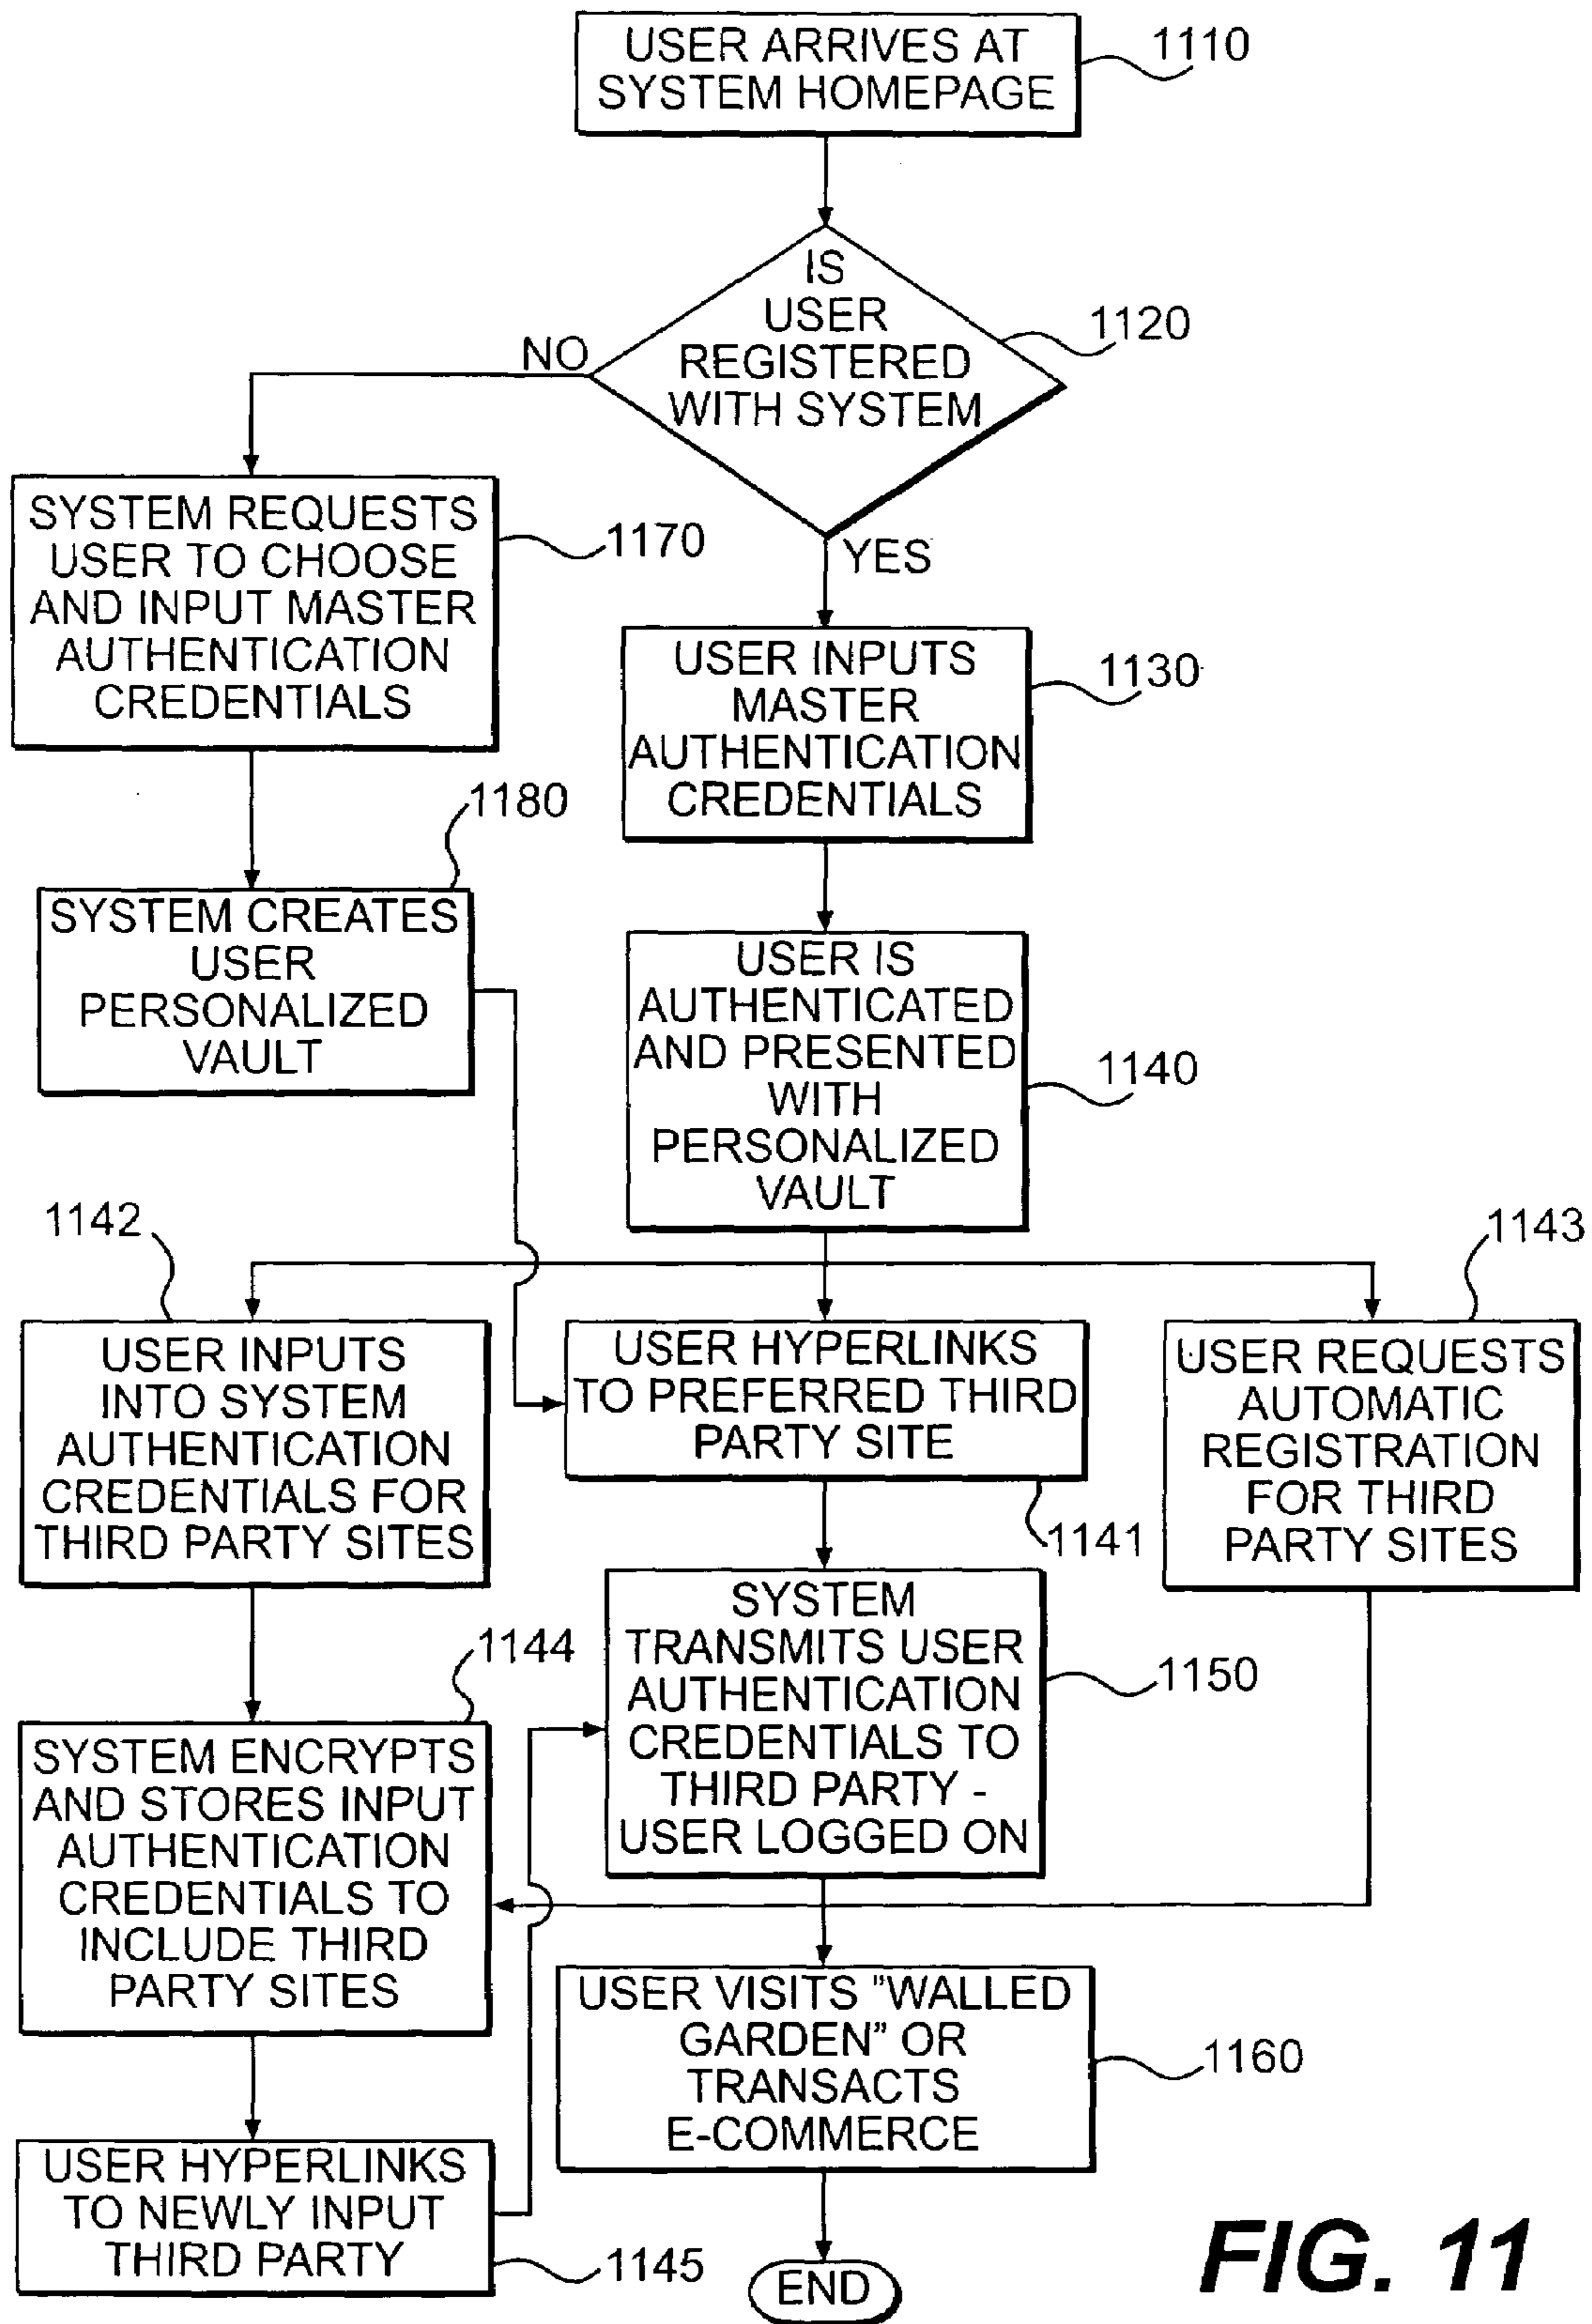 USER ARRIVES AT
SYSTEM HOMEPAGE
1110
IS
USER
REGISTERED
WITH SYSTEM
1120
NO
YES
SYSTEM REQUESTS
USER TO CHOOSE
AND INPUT MASTER
AUTHENTICATION
CREDENTIALS
1170
USER INPUTS
MASTER
AUTHENTICATION
CREDENTIALS
1130
1180
SYSTEM CREATES
USER
PERSONALIZED
VAULT
USER IS
AUTHENTICATED
AND PRESENTED
WITH
PERSONALIZED
VAULT
1140
1142
USER INPUTS
INTO SYSTEM
AUTHENTICATION
CREDENTIALS FOR
THIRD PARTY SITES
USER HYPERLINKS
TO PREFERRED THIRD
PARTY SITE
1141
1143
USER REQUESTS
AUTOMATIC
REGISTRATION
FOR THIRD
PARTY SITES
1144
SYSTEM ENCRYPTS
AND STORES INPUT
AUTHENTICATION
CREDENTIALS TO
INCLUDE THIRD
PARTY SITES
SYSTEM
TRANSMITS USER
AUTHENTICATION
CREDENTIALS TO
THIRD PARTY -
USER LOGGED ON
1150
USER VISITS "WALLED
GARDEN" OR
TRANSACTS
E-COMMERCE
1160
USER HYPERLINKS
TO NEWLY INPUT
THIRD PARTY
1145
END
FIG. 11